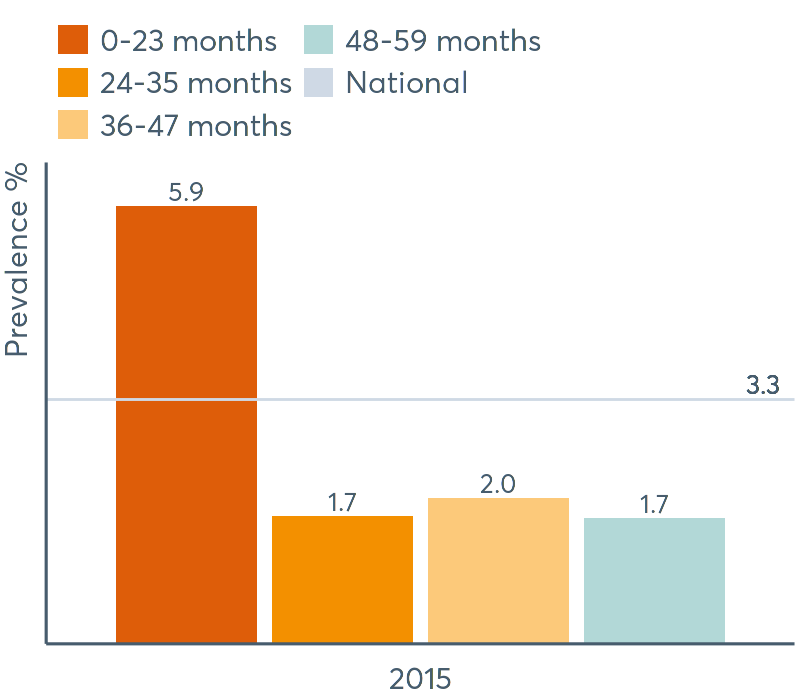 0-23 months
48-59 months
24-35 months
National
36-47 months
Prevalence %
5.9
3.3
1.7
2.0
1.7
2015